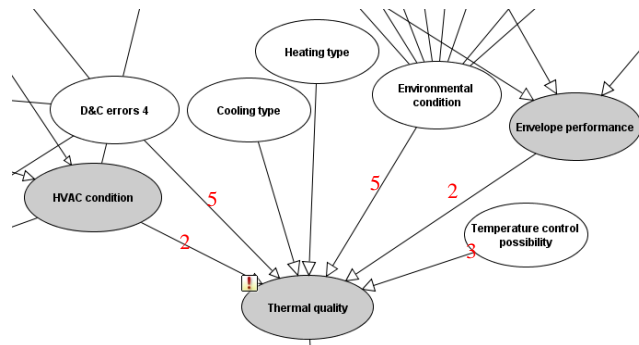 Heating type
Environmental
condition
D&C errors 4
Cooling type
Envelope performance
HVAC condition
5
5
2
2
Temperature control
possibility
3
!
Thermal quality